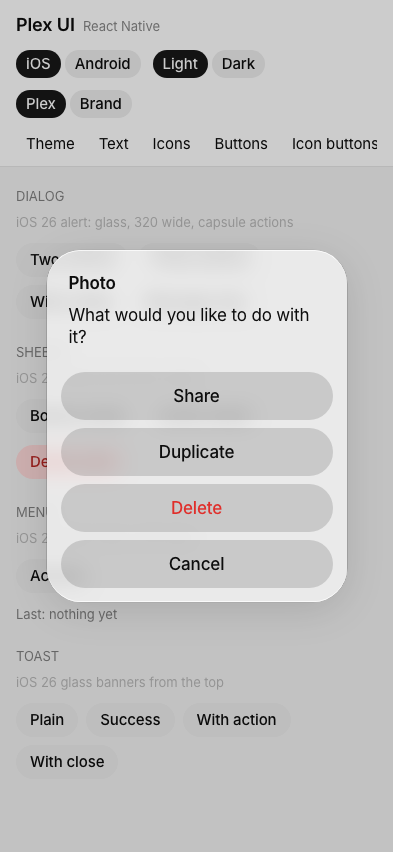 Plex UI React Native
iOS Android Light Dark
Plex Brand
Theme Text Icons Buttons Icon buttons
DIALOG
iOS 26 alert: glass, 320 wide, capsule actions
Photo
What would you like to do with
it?
Share
Duplicate
Delete
Cancel
Last: nothing yet
TOAST
iOS 26 glass banners from the top
Plain Success With action
With close